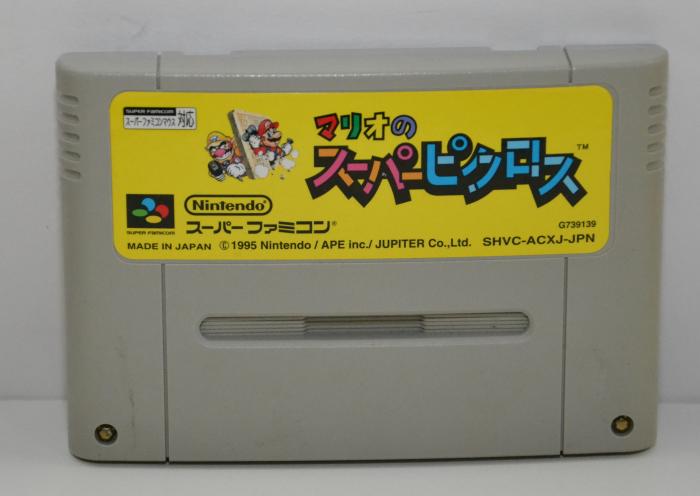 SUPER FAMICOM
スーパーファミコンマウス対応
マリオの
スーパーピクロス™
Nintendo
スーパーファミコン®
G739139
SUPER FAMICOM
MADE IN JAPAN ©1995 Nintendo / APE inc./ JUPITER Co.,Ltd. SHVC-ACXJ-JPN